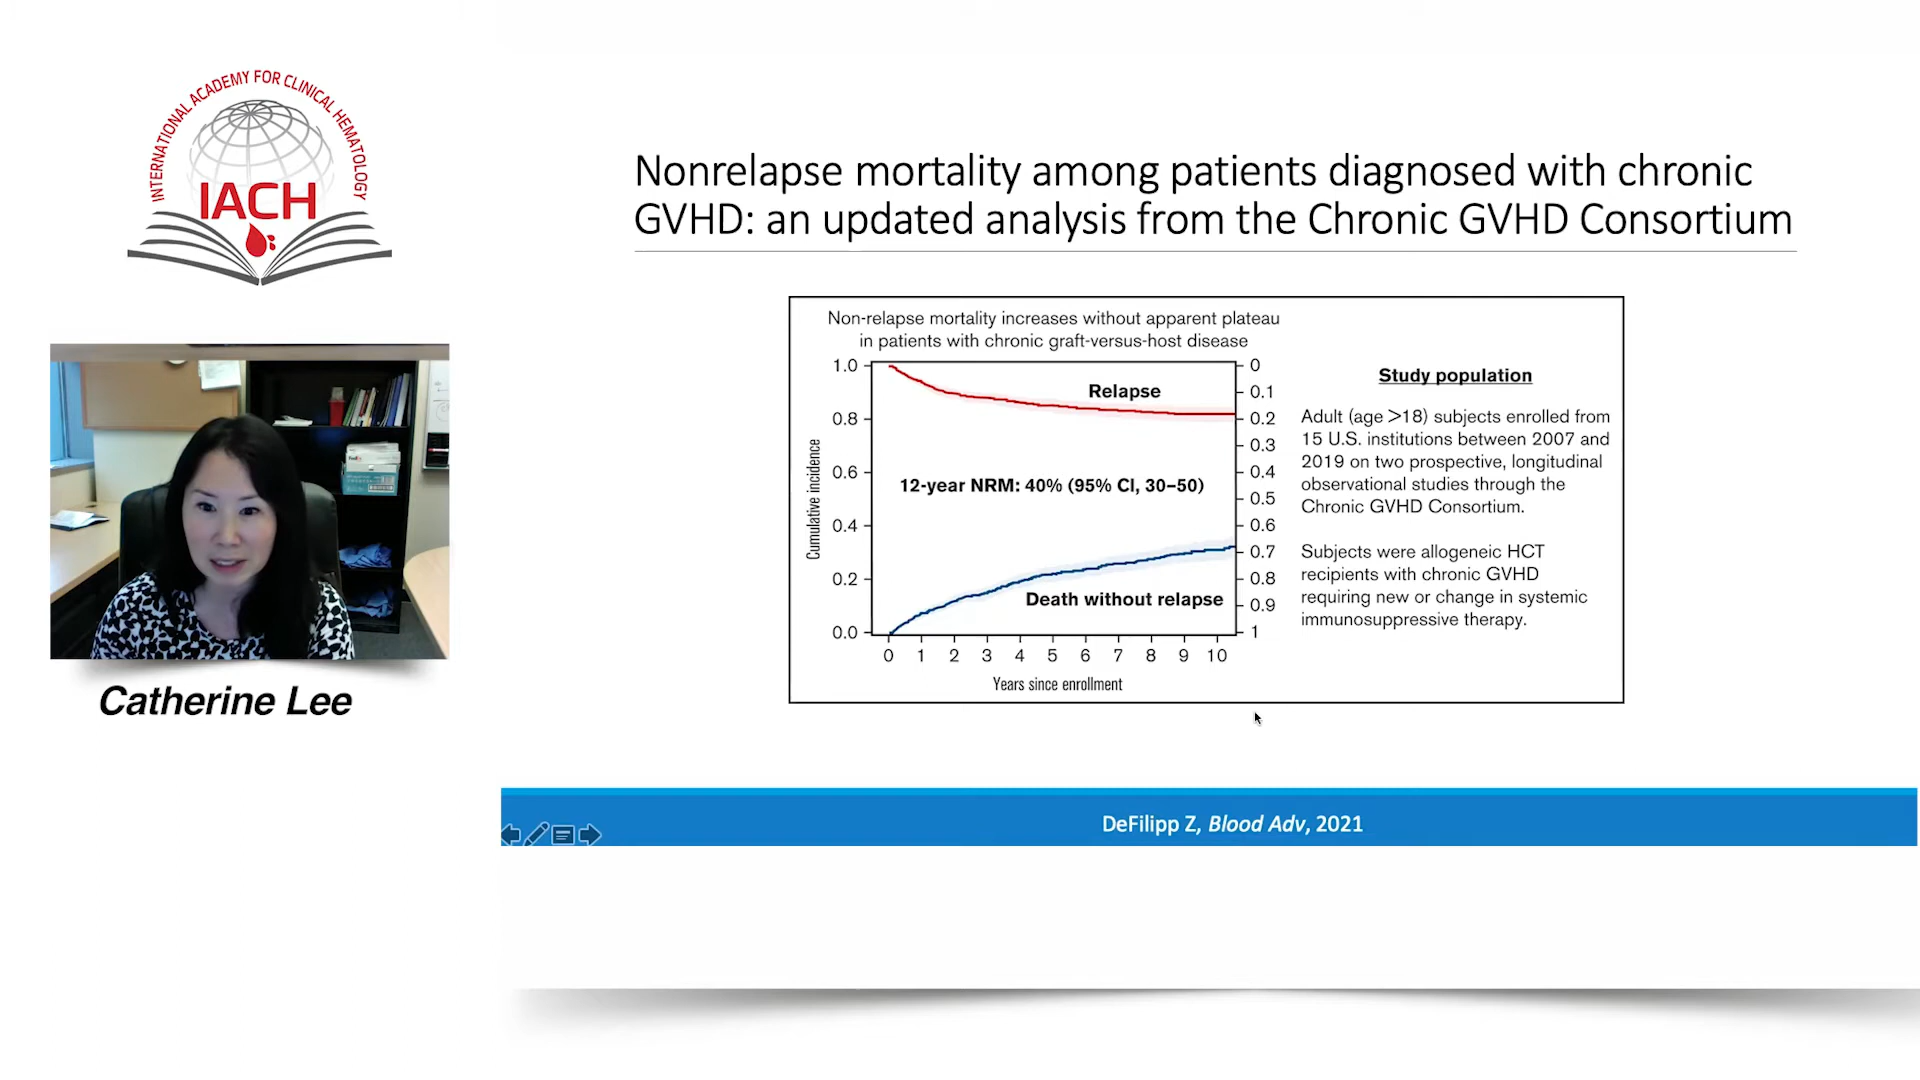 INTERNATIONAL ACADEMY FOR CLINICAL HEMATOLOGY
IACH
Catherine Lee
Nonrelapse mortality among patients diagnosed with chronic
GVHD: an updated analysis from the Chronic GVHD Consortium
Non-relapse mortality increases without apparent plateau
in patients with chronic graft-versus-host disease
Cumulative incidence
1.0
0.8
0.6
0.4
0.2
0.0
Relapse
12-year NRM: 40% (95% CI, 30–50)
Death without relapse
0
0.1
0.2
0.3
0.4
0.5
0.6
0.7
0.8
0.9
1
0 1 2 3 4 5 6 7 8 9 10
Years since enrollment
Study population
Adult (age >18) subjects enrolled from
15 U.S. institutions between 2007 and
2019 on two prospective, longitudinal
observational studies through the
Chronic GVHD Consortium.
Subjects were allogeneic HCT
recipients with chronic GVHD
requiring new or change in systemic
immunosuppressive therapy.
DeFilipp Z, Blood Adv, 2021